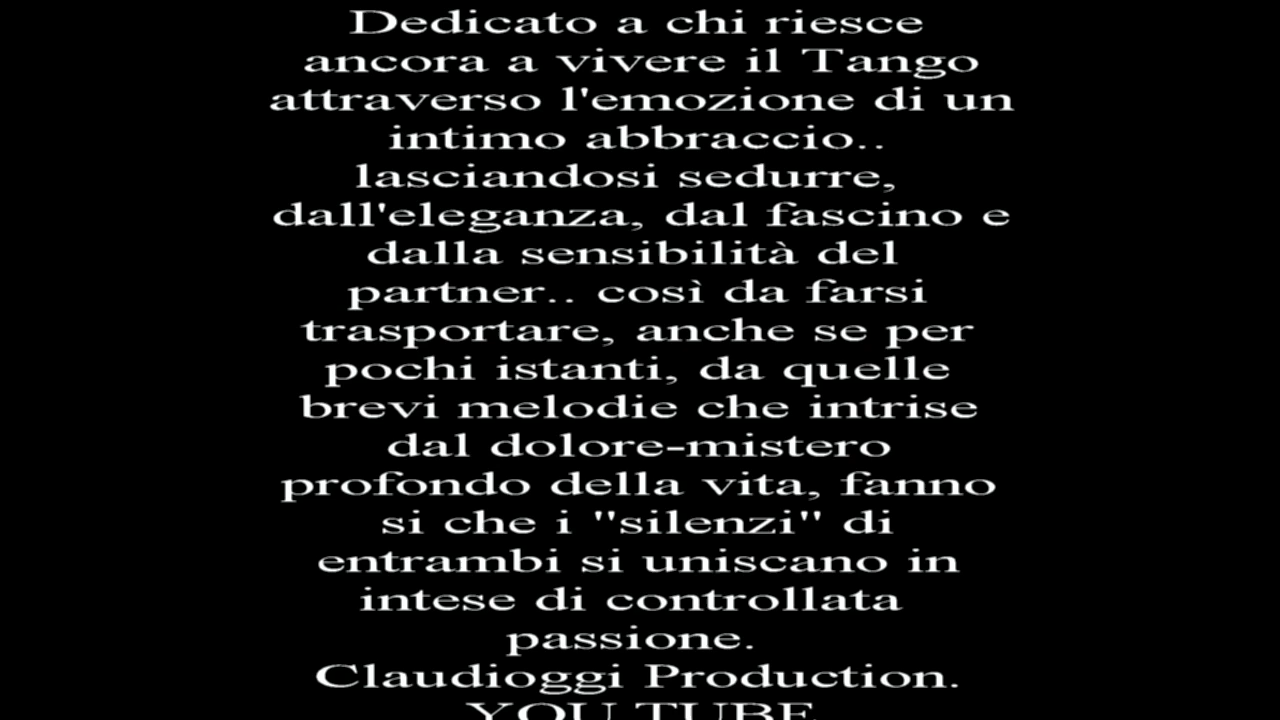 Dedicato a chi riesce
ancora a vivere il Tango
attraverso l'emozione di un
intimo abbraccio..
lasciandosi sedurre,
dall'eleganza, dal fascino e
dalla sensibilità del
partner.. così da farsi
trasportare, anche se per
pochi istanti, da quelle
brevi melodie che intrise
dal dolore-mistero
profondo della vita, fanno
si che i "silenzi" di
entrambi si uniscano in
intese di controllata
passione.
Claudioggi Production.
YOU TUBE